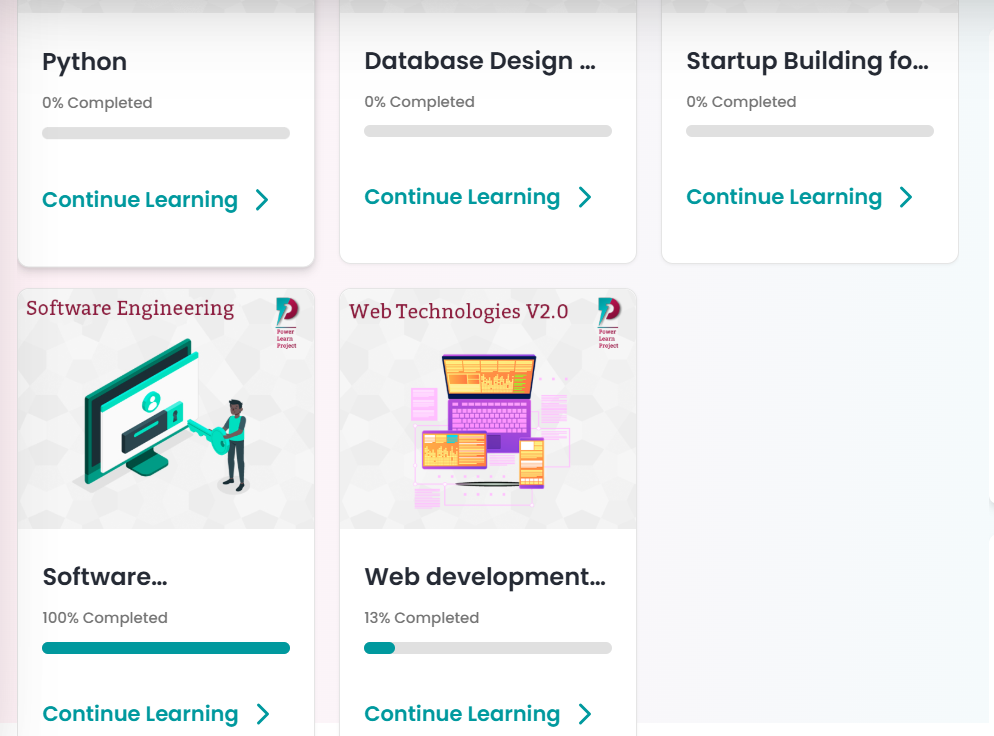 Python
0% Completed
Continue Learning
Database Design ...
0% Completed
Continue Learning
Startup Building fo...
0% Completed
Continue Learning
Software Engineering
Power
Learn
Project
Software...
100% Completed
Continue Learning
Web Technologies V2.0
Power
Learn
Project
Web development...
13% Completed
Continue Learning